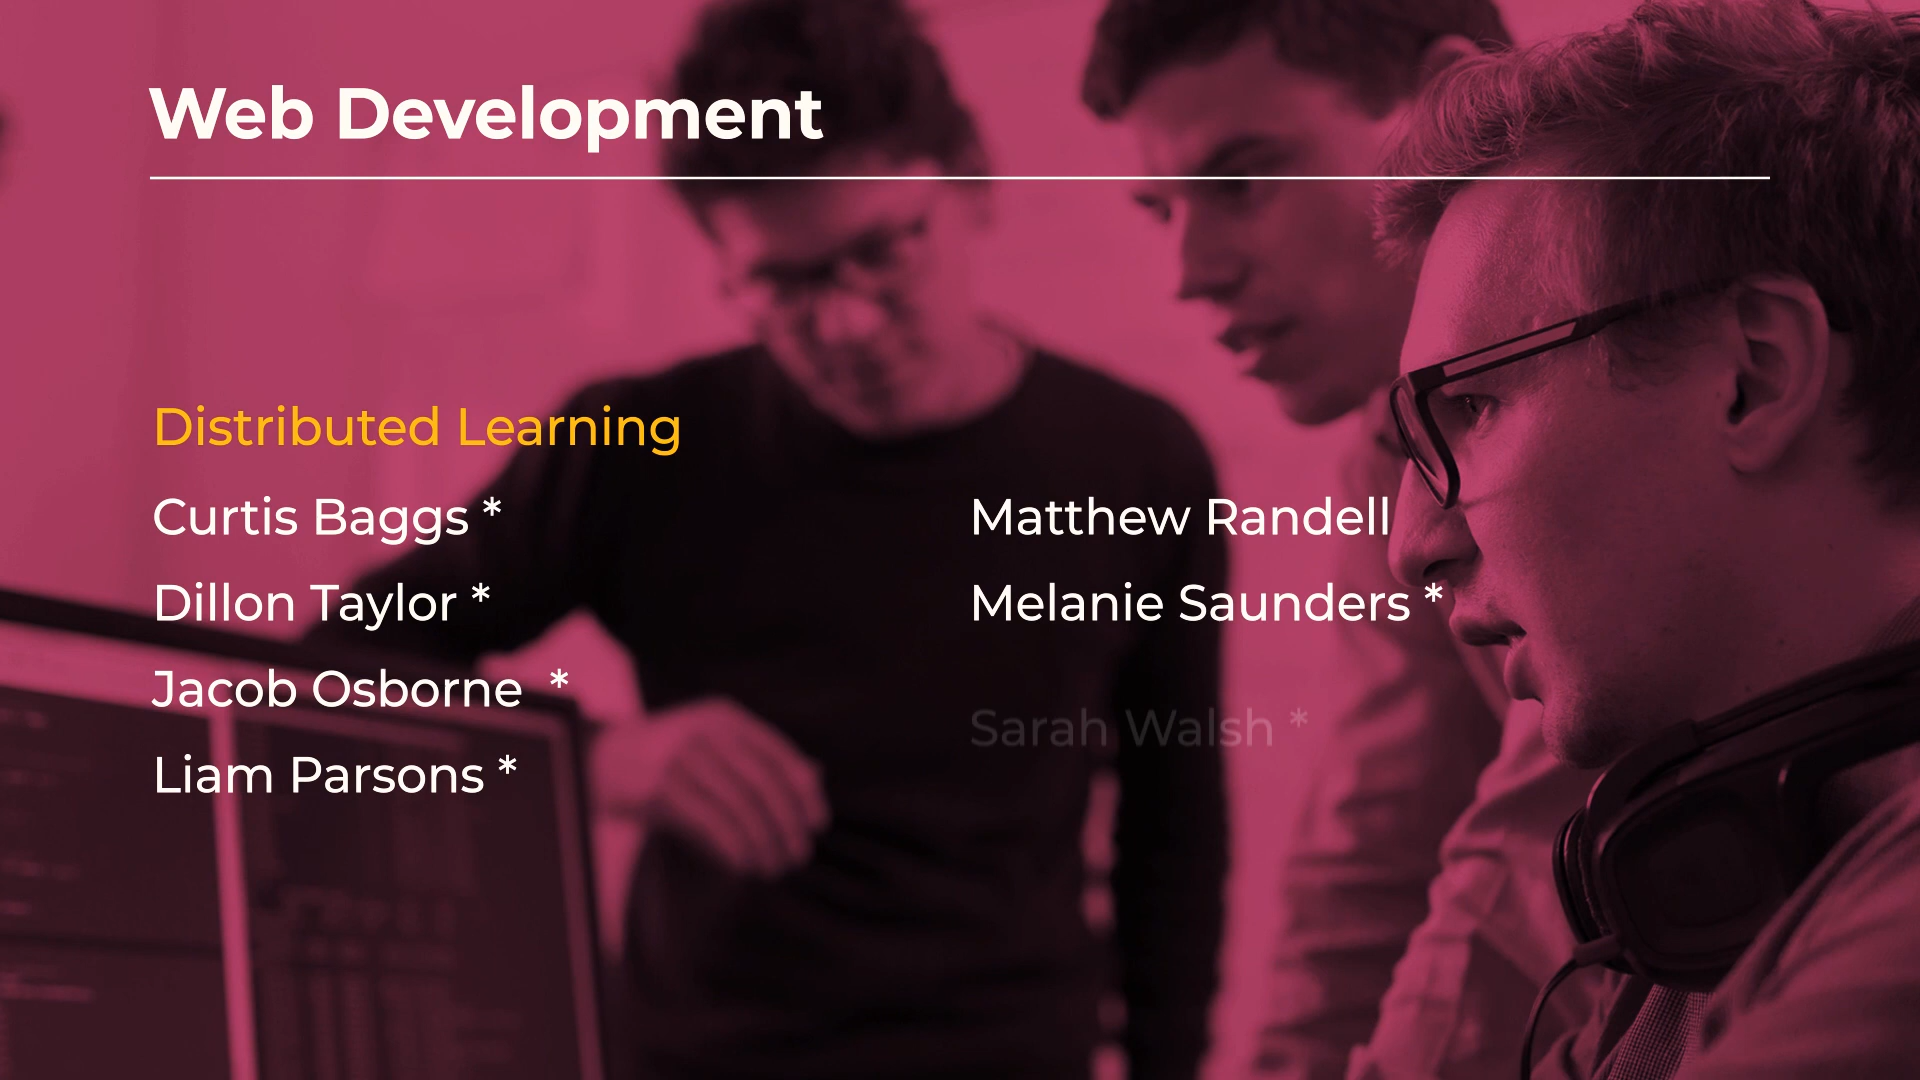 Web Development
Distributed Learning
Curtis Baggs *
Dillon Taylor *
Jacob Osborne *
Liam Parsons *
Matthew Randell
Melanie Saunders *
Sarah Walsh *